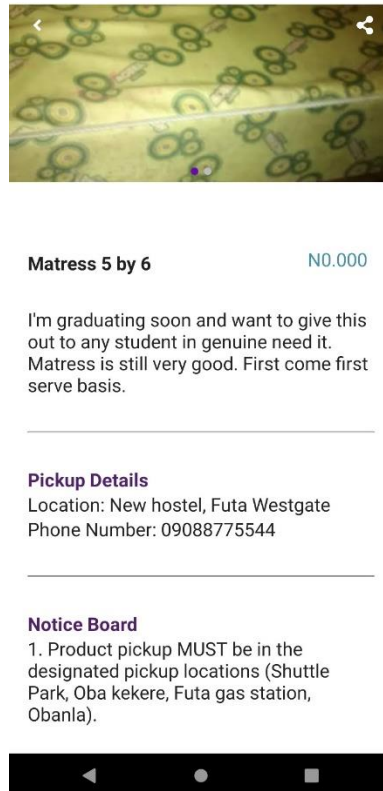 Matress 5 by 6
N0.000
I'm graduating soon and want to give this
out to any student in genuine need it.
Matress is still very good. First come first
serve basis.
Pickup Details
Location: New hostel, Futa Westgate
Phone Number: 09088775544
Notice Board
1. Product pickup MUST be in the
designated pickup locations (Shuttle
Park, Oba kekere, Futa gas station,
Obanla).